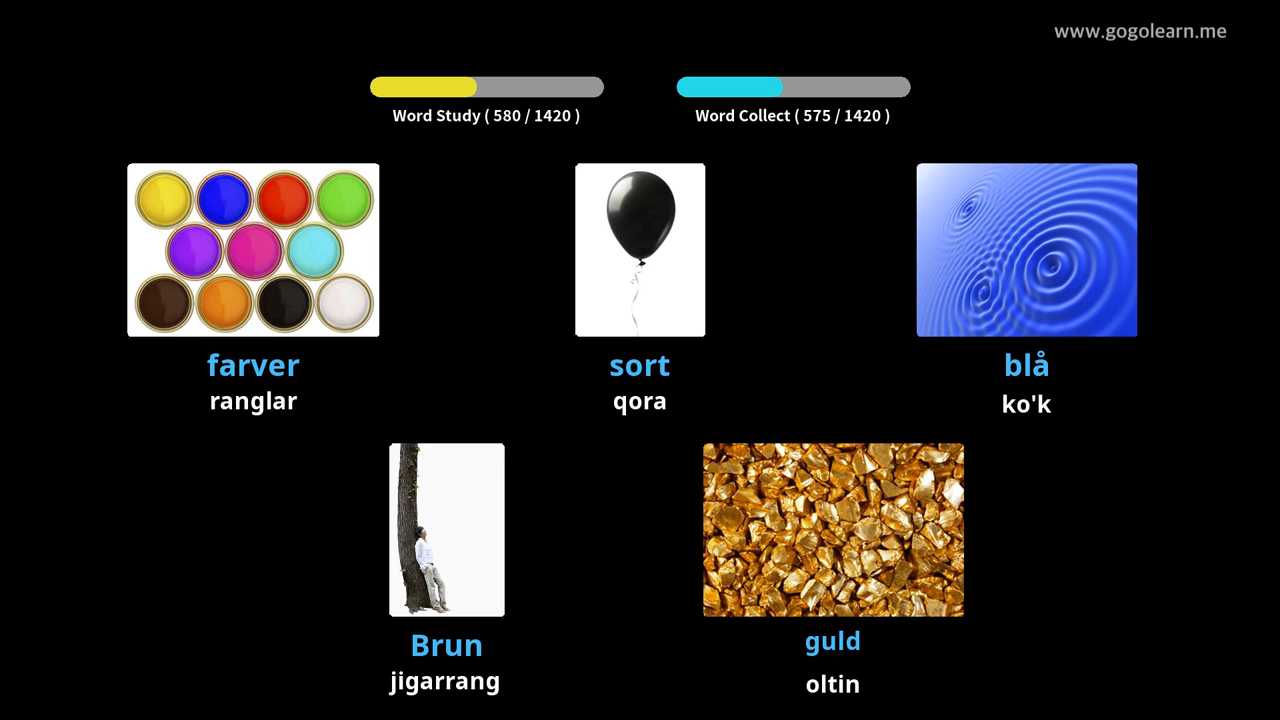 www.gogolearn.me
Word Study ( 580 / 1420 )
Word Collect ( 575 / 1420 )
farver
ranglar
sort
qora
blå
ko'k
Brun
jigarrang
guld
oltin